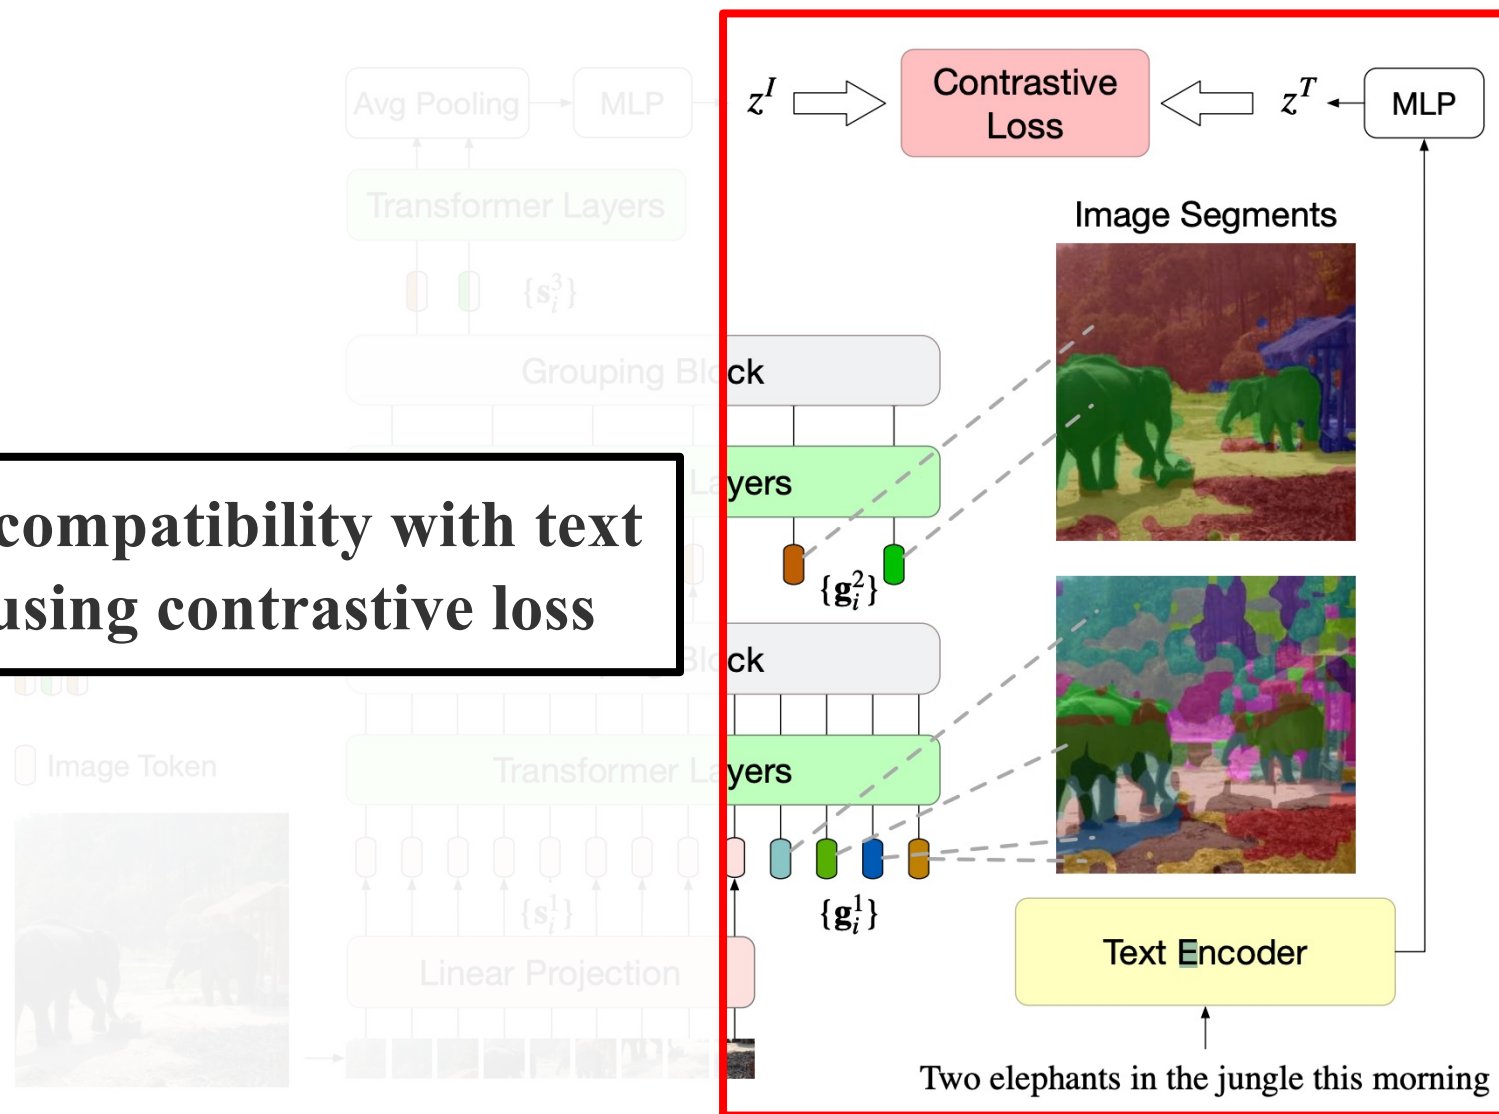 Avg Pooling
MLP
z^I
Contrastive
Loss
z^T
MLP
Transformer Layers
Image Segments
{s_i^3}
Grouping Block
Layers
compatibility with text
using contrastive loss
{g_i^2}
Block
Image Token
Transformer Layers
{s_i^1}
{g_i^1}
Linear Projection
Text Encoder
Two elephants in the jungle this morning